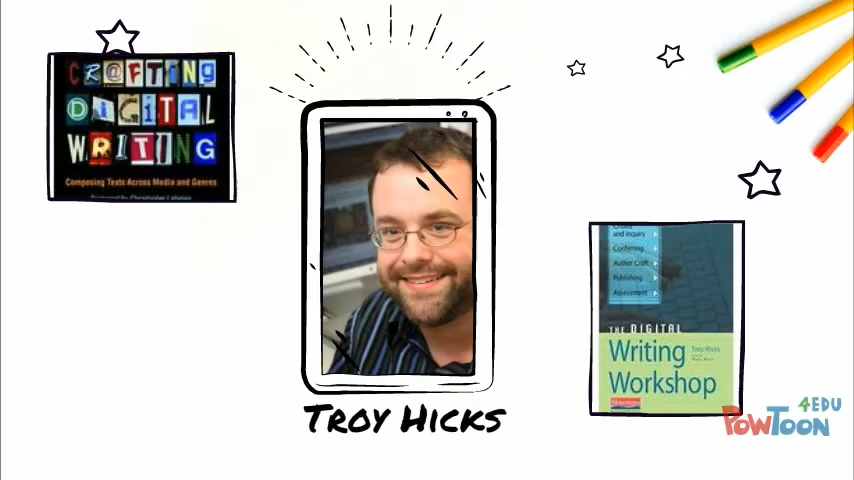 CR@FTING
DIGITAL
WRITING
Composing Texts Across Media and Genres
TROY HICKS
Choice
and Inquiry
Conferring
Author Craft
Publishing
Assessment
THE DIGITAL
Writing
Troy Hicks
Workshop
4EDU
POWTOON